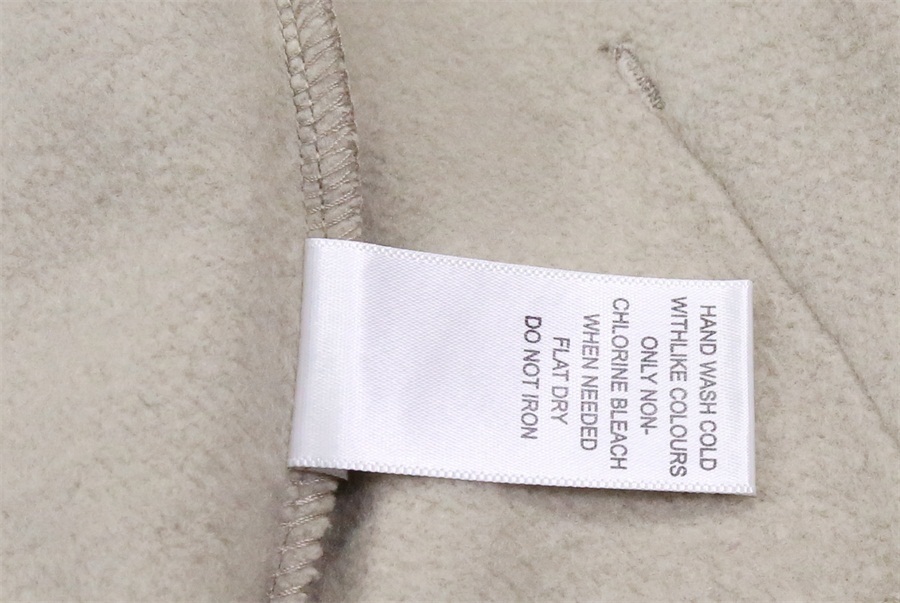 HAND WASH COLD
WITHLIKE COLOURS
ONLY NON-
CHLORINE BLEACH
WHEN NEEDED
FLAT DRY
DO NOT IRON